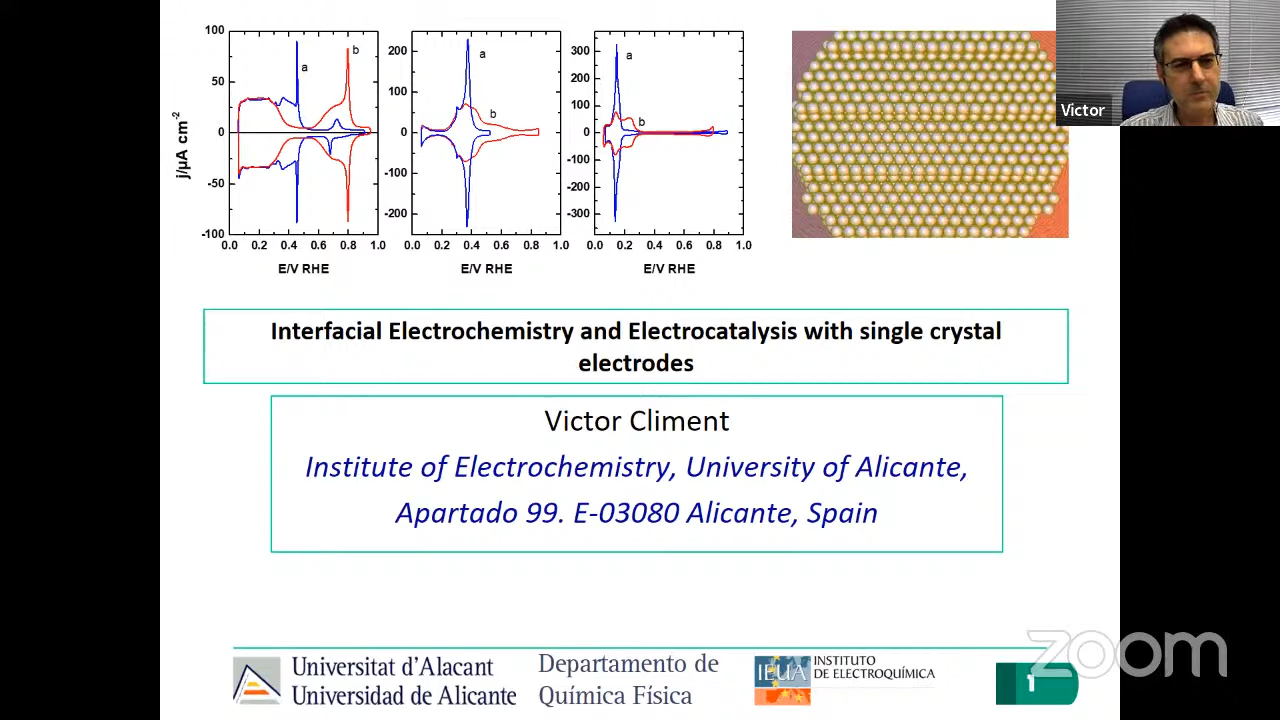 100
50
0
-50
-100
j/µA cm-2
a
b
0.0 0.2 0.4 0.6 0.8 1.0
E/V RHE
200
100
0
-100
-200
a
b
0.0 0.2 0.4 0.6 0.8 1.0
E/V RHE
300
200
100
0
-100
-200
-300
a
b
0.0 0.2 0.4 0.6 0.8 1.0
E/V RHE
Victor
Interfacial Electrochemistry and Electrocatalysis with single crystal
electrodes
Victor Climent
Institute of Electrochemistry, University of Alicante,
Apartado 99. E-03080 Alicante, Spain
Universitat d'Alacant
Universidad de Alicante
Departamento de
Química Física
IEUA
INSTITUTO
DE ELECTROQUÍMICA
1
zoom